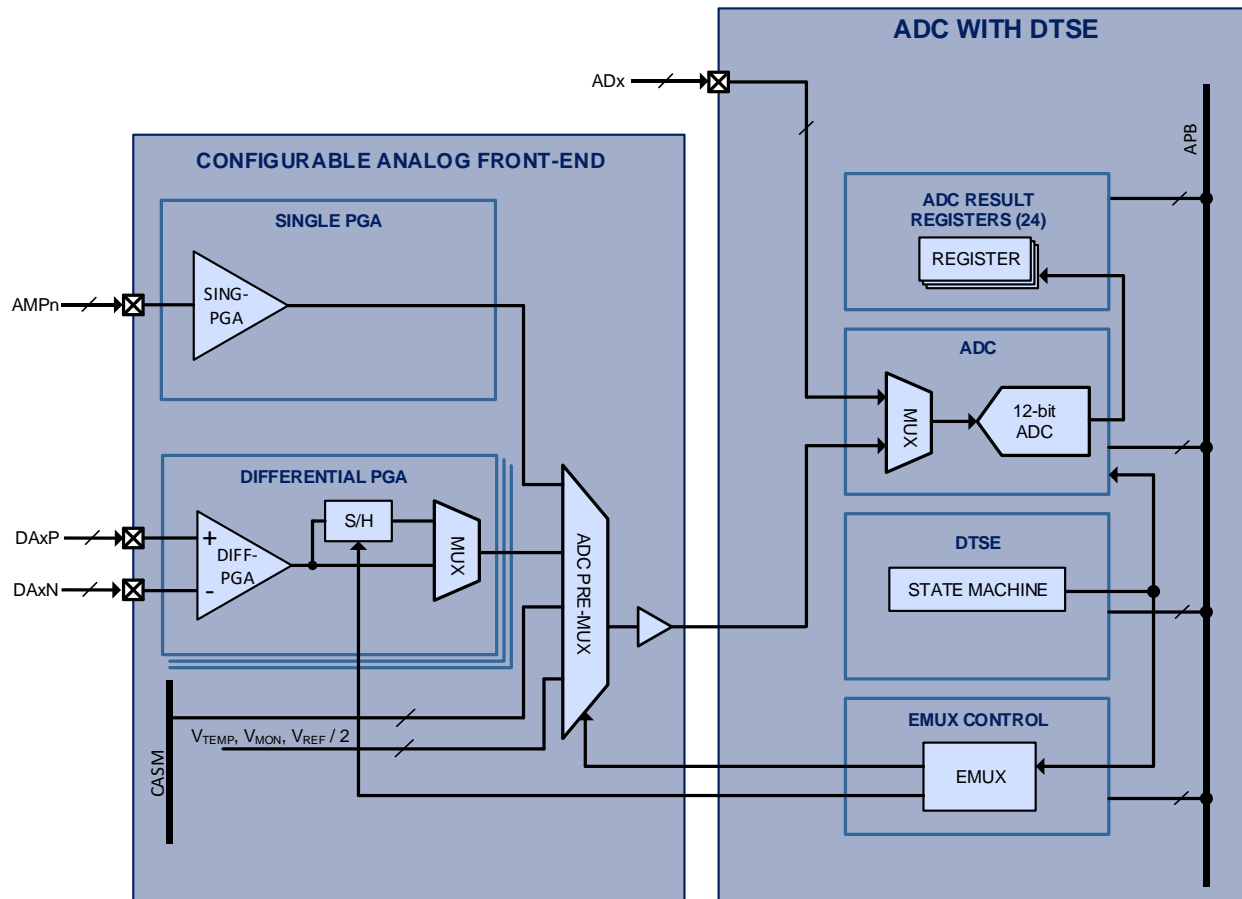 ADC WITH DTSE
ADx
APB
CONFIGURABLE ANALOG FRONT-END
SINGLE PGA
SING-
PGA
AMPn
ADC RESULT
REGISTERS (24)
REGISTER
ADC
MUX
12-bit
ADC
DIFFERENTIAL PGA
S/H
MUX
DAxP
+
DIFF-
PGA
DAxN
-
ADC PRE-MUX
DTSE
STATE MACHINE
CASM
VTEMP, VMON, VREF / 2
EMUX CONTROL
EMUX